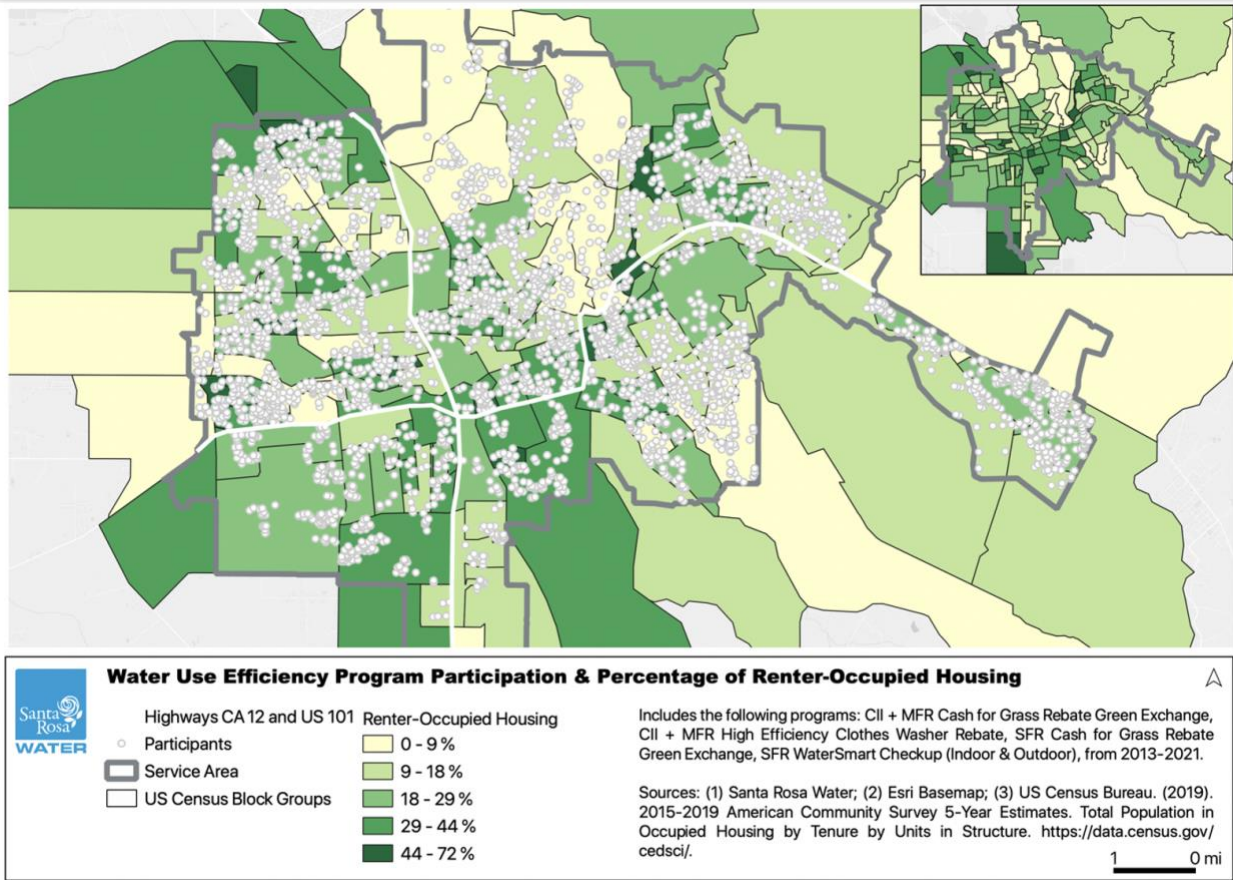 Water Use Efficiency Program Participation & Percentage of Renter-Occupied Housing
Santa
Rosa
WATER
Highways CA 12 and US 101
Participants
Service Area
US Census Block Groups
Renter-Occupied Housing
0 - 9 %
9 - 18 %
18 - 29 %
29 - 44 %
44 - 72 %
Includes the following programs: CII + MFR Cash for Grass Rebate Green Exchange,
CII + MFR High Efficiency Clothes Washer Rebate, SFR Cash for Grass Rebate
Green Exchange, SFR WaterSmart Checkup (Indoor & Outdoor), from 2013-2021.
Sources: (1) Santa Rosa Water; (2) Esri Basemap; (3) US Census Bureau. (2019).
2015-2019 American Community Survey 5-Year Estimates. Total Population in
Occupied Housing by Tenure by Units in Structure. https://data.census.gov/
cedsci/.
1 0 mi